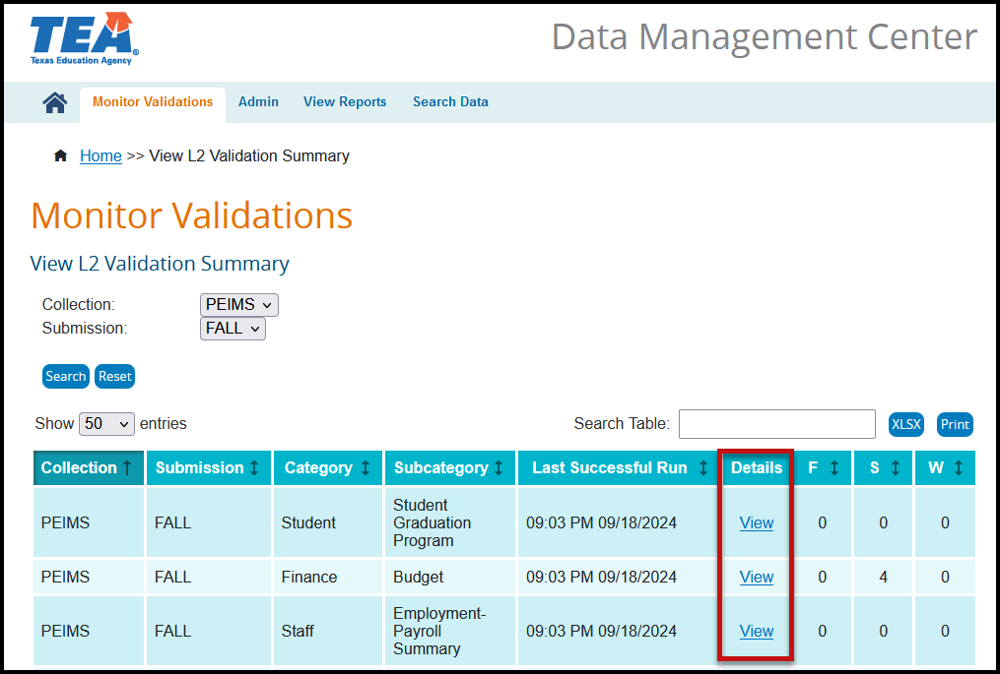 TEA®
Texas Education Agency
Data Management Center
Monitor Validations Admin View Reports Search Data
Home >> View L2 Validation Summary
Monitor Validations
View L2 Validation Summary
Collection: PEIMS
Submission: FALL
Search Reset
Show 50 entries Search Table: XLSX Print
Collection ↑ Submission ↕ Category ↕ Subcategory ↕ Last Successful Run ↕ Details F ↕ S ↕ W ↕
PEIMS FALL Student Student Graduation Program 09:03 PM 09/18/2024 View 0 0 0
PEIMS FALL Finance Budget 09:03 PM 09/18/2024 View 0 4 0
PEIMS FALL Staff Employment-Payroll Summary 09:03 PM 09/18/2024 View 0 0 0